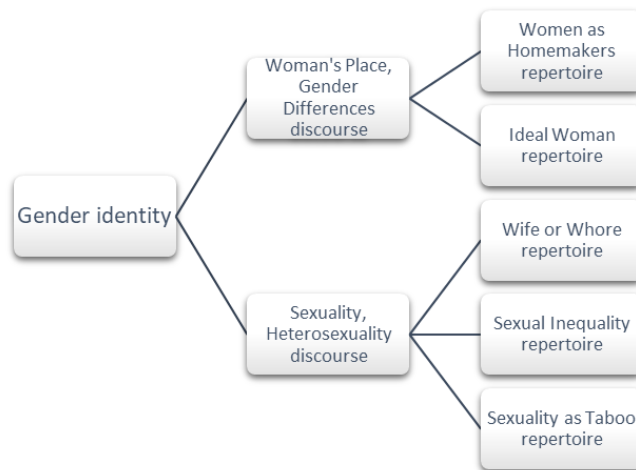 Gender identity
Woman's Place,
Gender
Differences
discourse
Women as
Homemakers
repertoire
Ideal Woman
repertoire
Sexuality,
Heterosexuality
discourse
Wife or Whore
repertoire
Sexual Inequality
repertoire
Sexuality as Taboo
repertoire